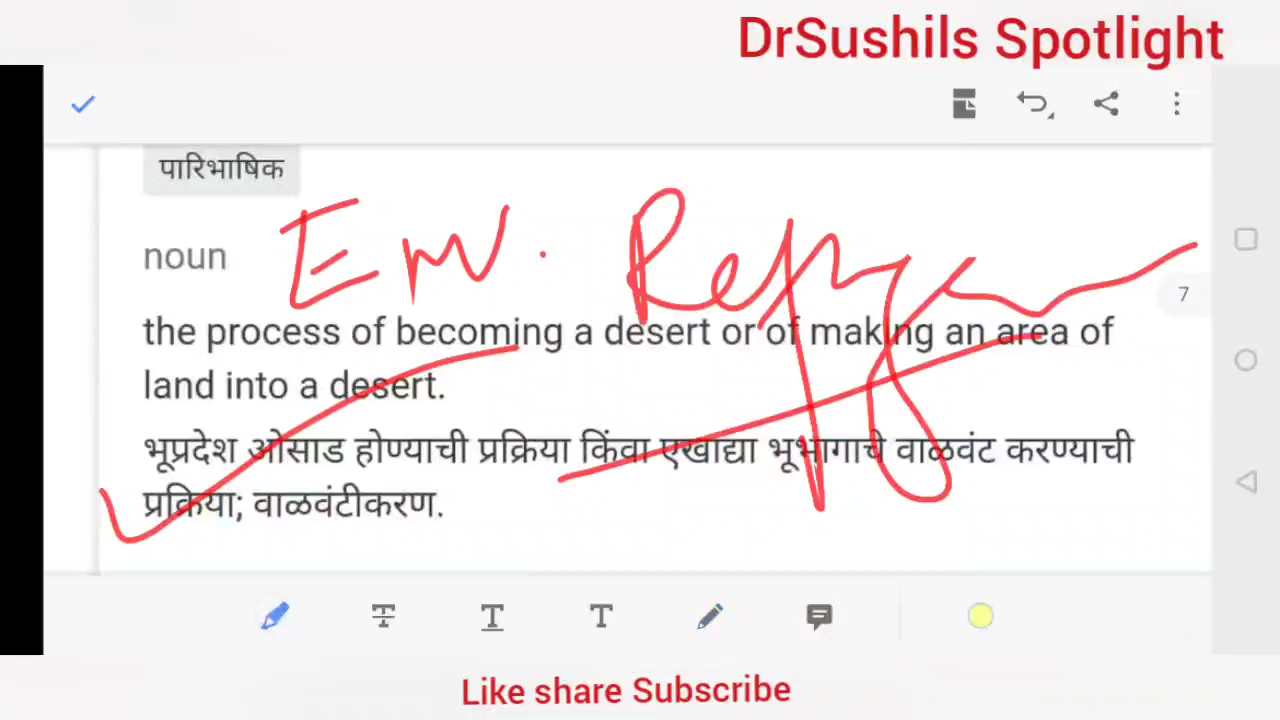 DrSushils Spotlight
पारिभाषिक
noun
Env.
7
the process of becoming a desert or of making an area of
land into a desert.
भूप्रदेश ओसाड होण्याची प्रक्रिया किंवा एखाद्या भूभागाचे वाळवंट करण्याची
प्रक्रिया; वाळवंटीकरण.
Like share Subscribe